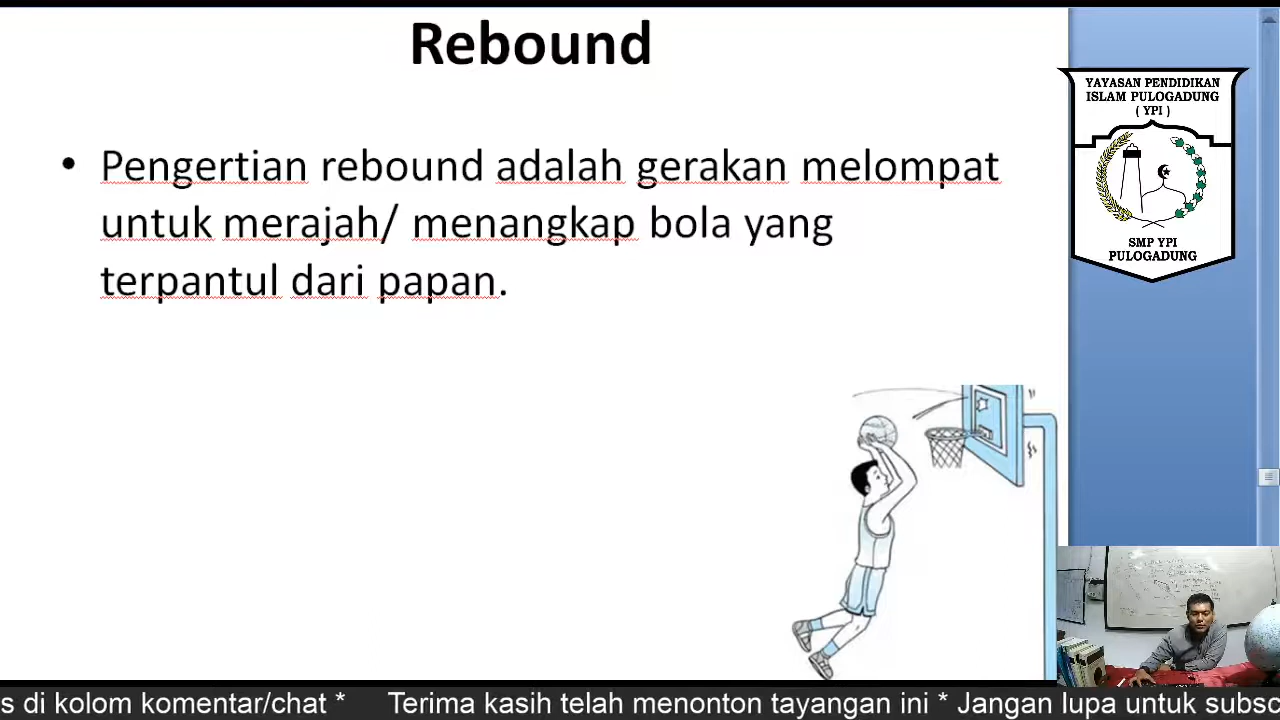 Rebound
• Pengertian rebound adalah gerakan melompat
untuk merajah/ menangkap bola yang
terpantul dari papan.
YAYASAN PENDIDIKAN
ISLAM PULOGADUNG
( YPI )
SMP YPI
PULOGADUNG
s di kolom komentar/chat * Terima kasih telah menonton tayangan ini * Jangan lupa untuk subsc